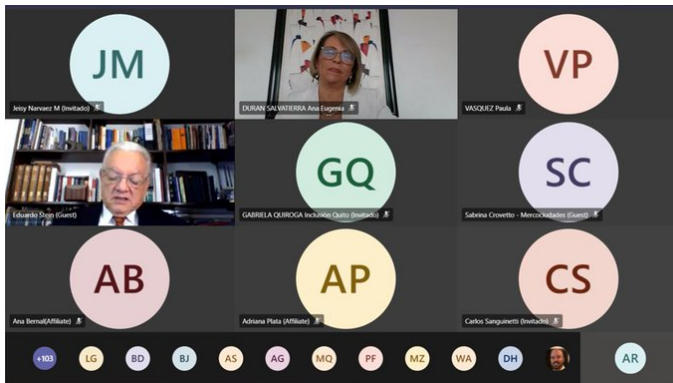 JM
Jeisy Narvaez M (Invitado)
DURAN SALVATIERRA Ana Eugenia
VP
VASQUEZ Paula
Eduardo Stein (Guest)
GQ
GABRIELA QUIROGA Inclusión Quito (Invitado)
SC
Sabrina Crovetto - Mercociudades (Guest)
AB
Ana Bernal(Affiliate)
AP
Adriana Plata (Affiliate)
CS
Carlos Sanguinetti (Invitado)
+103 LG BD BJ AS AG MQ PF MZ WA DH AR